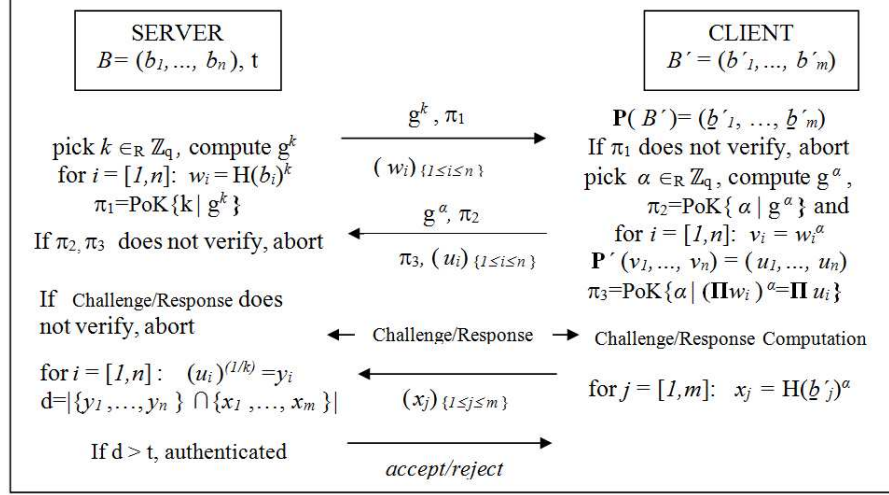 SERVER
B= (b1,..., bn), t
CLIENT
B´ = (b´1,..., b´m)
g^k , π1
P( B´)= (b´1, …, b´m)
pick k ∈R ℤq, compute g^k
If π1 does not verify, abort
for i = [1,n]: wi = H(bi)^k
( wi) {1≤i≤n }
pick α ∈R ℤq, compute g^α ,
π1=PoK{k | g^k }
g^α, π2
π2=PoK{ α | g^α } and
If π2, π3 does not verify, abort
for i = [1,n]: vi = wi^α
π3, (ui) {1≤i≤n }
P´ (v1,..., vn) = (u1,..., un)
π3=PoK{α | (Πwi )^α=Π ui}
If Challenge/Response does
not verify, abort
Challenge/Response
Challenge/Response Computation
for i = [1,n] : (ui)^(1/k) =yi
for j = [1,m]: xj = H(b´j)^α
d=|{y1 ,…,yn } ∩{x1 ,…, xm }|
(xj) {1≤j≤m }
If d > t, authenticated
accept/reject